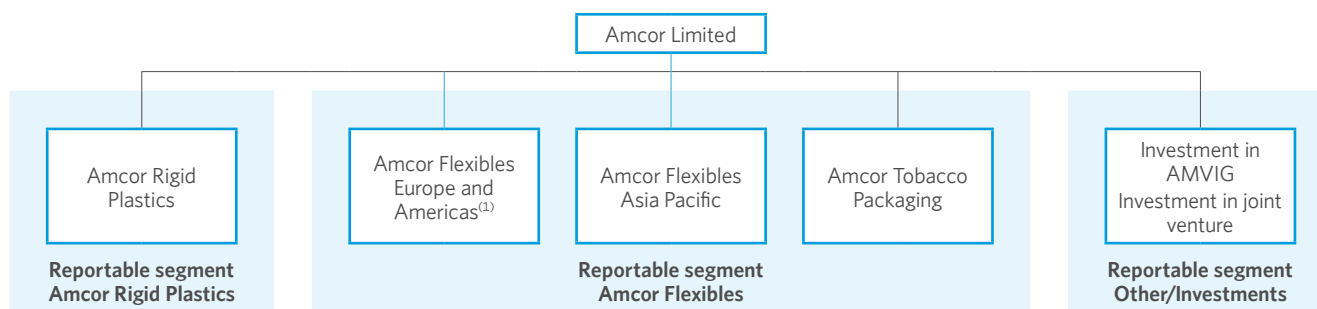 Amcor Limited
Amcor Rigid
Plastics
Amcor Flexibles
Europe and
Americas(1)
Amcor Flexibles
Asia Pacific
Amcor Tobacco
Packaging
Investment in
AMVIG
Investment in joint
venture
Reportable segment
Amcor Rigid Plastics
Reportable segment
Amcor Flexibles
Reportable segment
Other/Investments